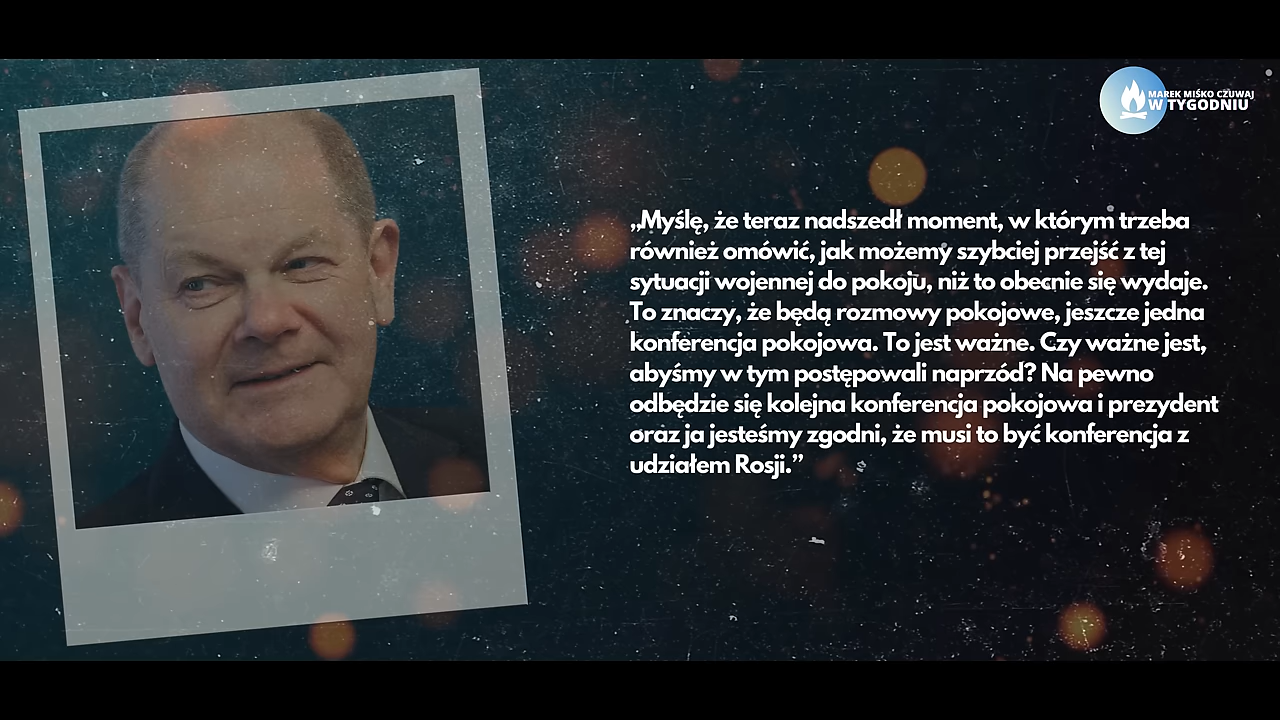 MAREK MIŚKO CZUWAJ
W TYGODNIU
„Myślę, że teraz nadszedł moment, w którym trzeba
również omówić, jak możemy szybciej przejść z tej
sytuacji wojennej do pokoju, niż to obecnie się wydaje.
To znaczy, że będą rozmowy pokojowe, jeszcze jedna
konferencja pokojowa. To jest ważne. Czy ważne jest,
abyśmy w tym postępowali naprzód? Na pewno
odbędzie się kolejna konferencja pokojowa i prezydent
oraz ja jesteśmy zgodni, że musi to być konferencja z
udziałem Rosji.”